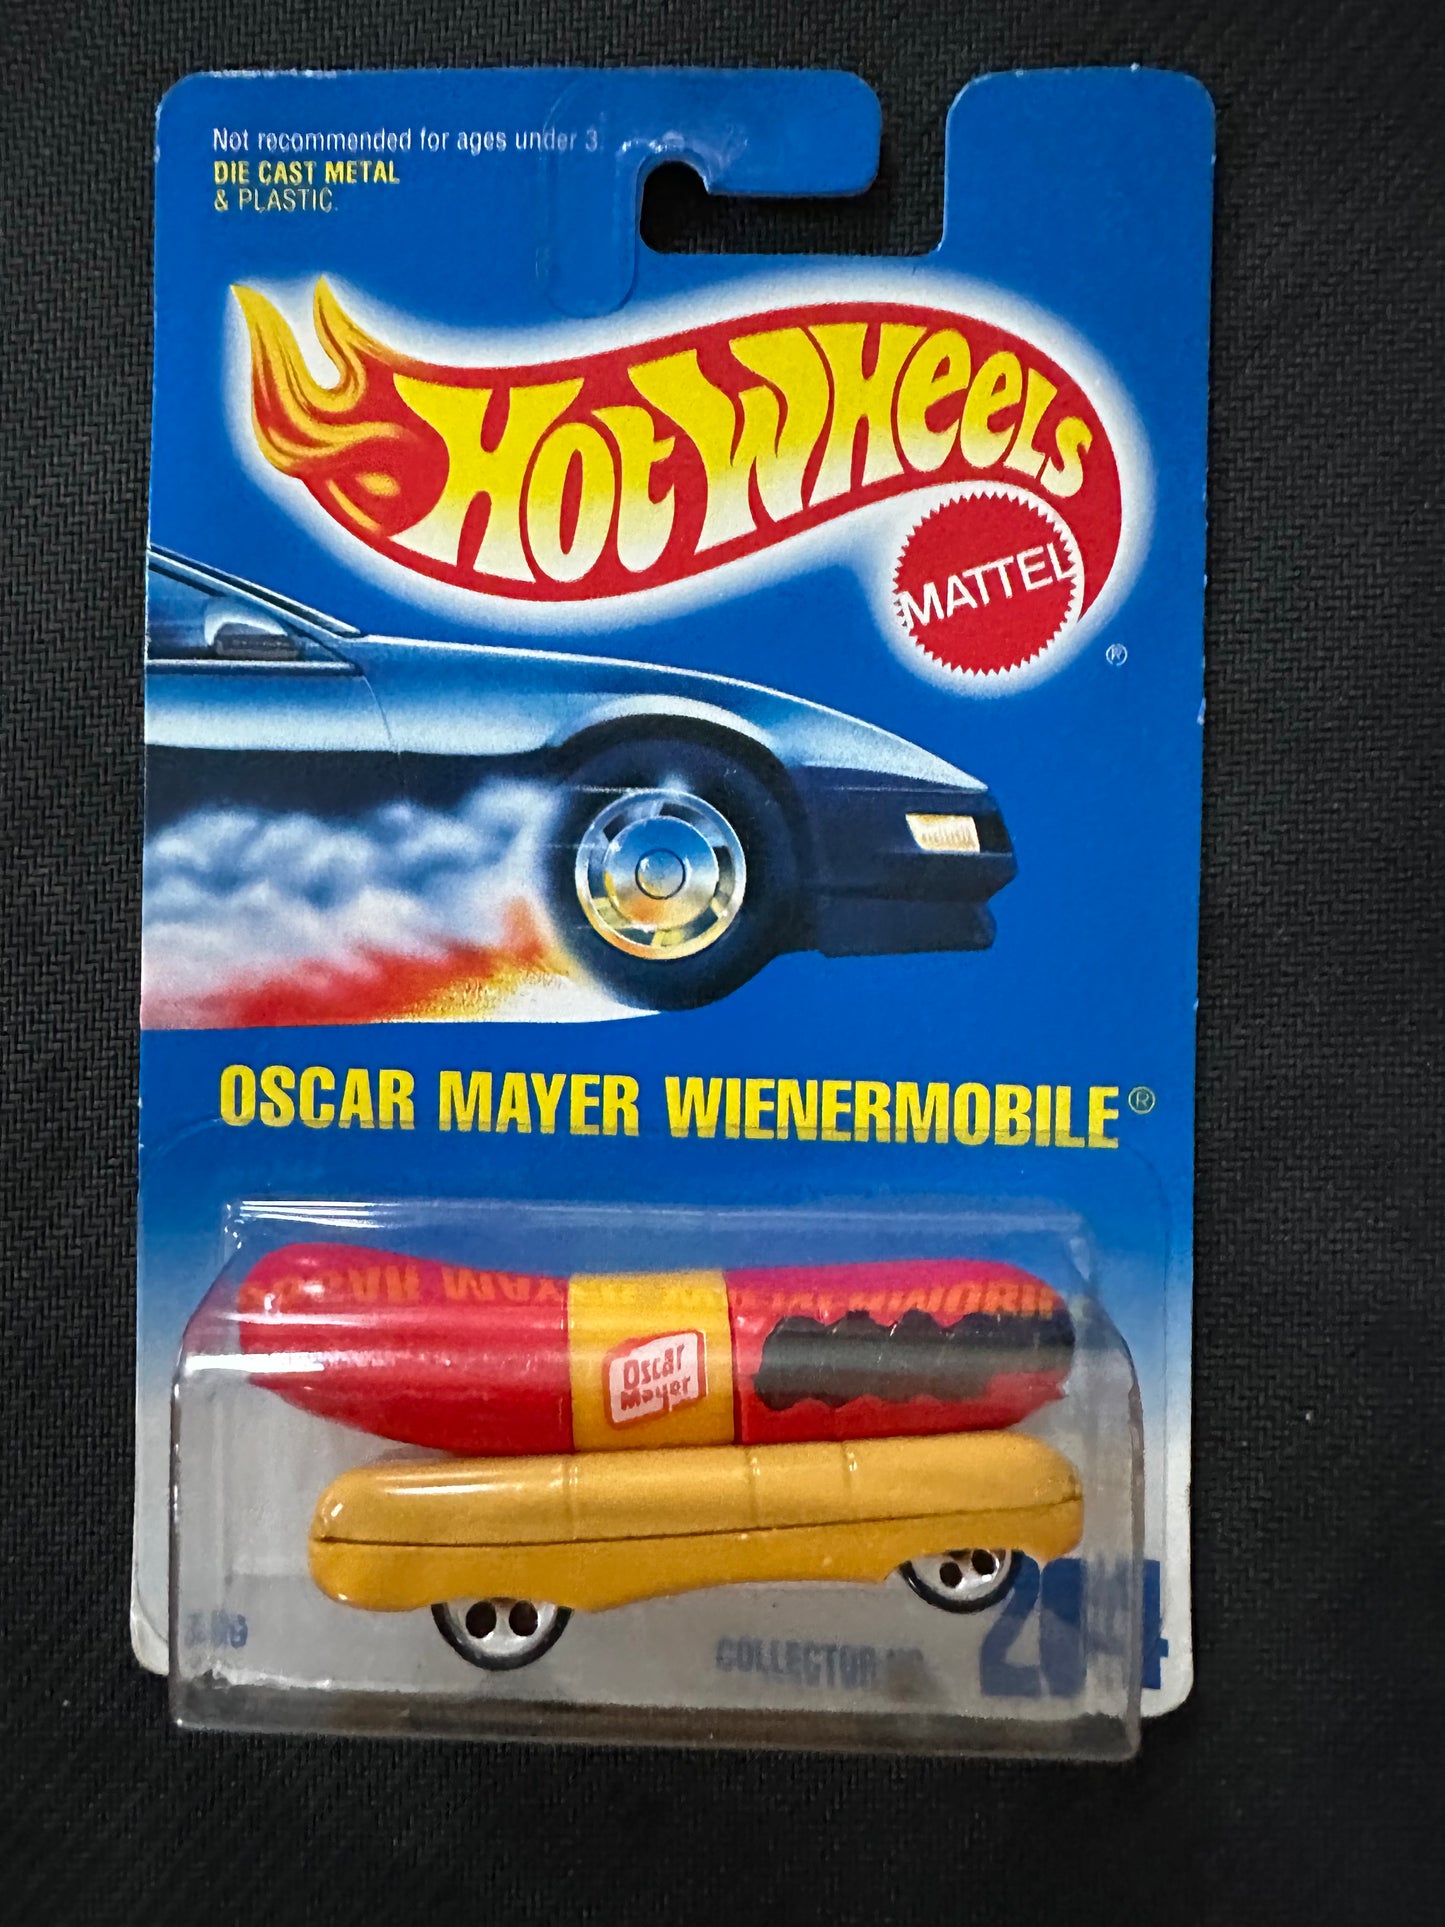 Not recommended for ages under 3.
DIE CAST METAL
& PLASTIC.
HOT WHEELS
MATTEL
®
OSCAR MAYER WIENERMOBILE®
Oscar
Mayer
COLLECTOR
204